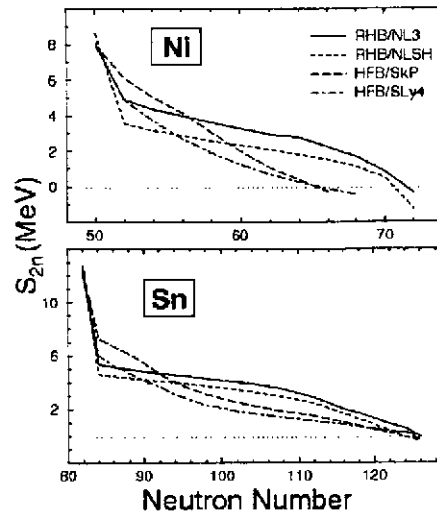 Ni
RHB/NL3
RHB/NLSH
HFB/SkP
HFB/SLy4
8
6
4
2
0
50
60
70
S2n (MeV)
Sn
10
6
2
80
90
100
110
120
Neutron Number